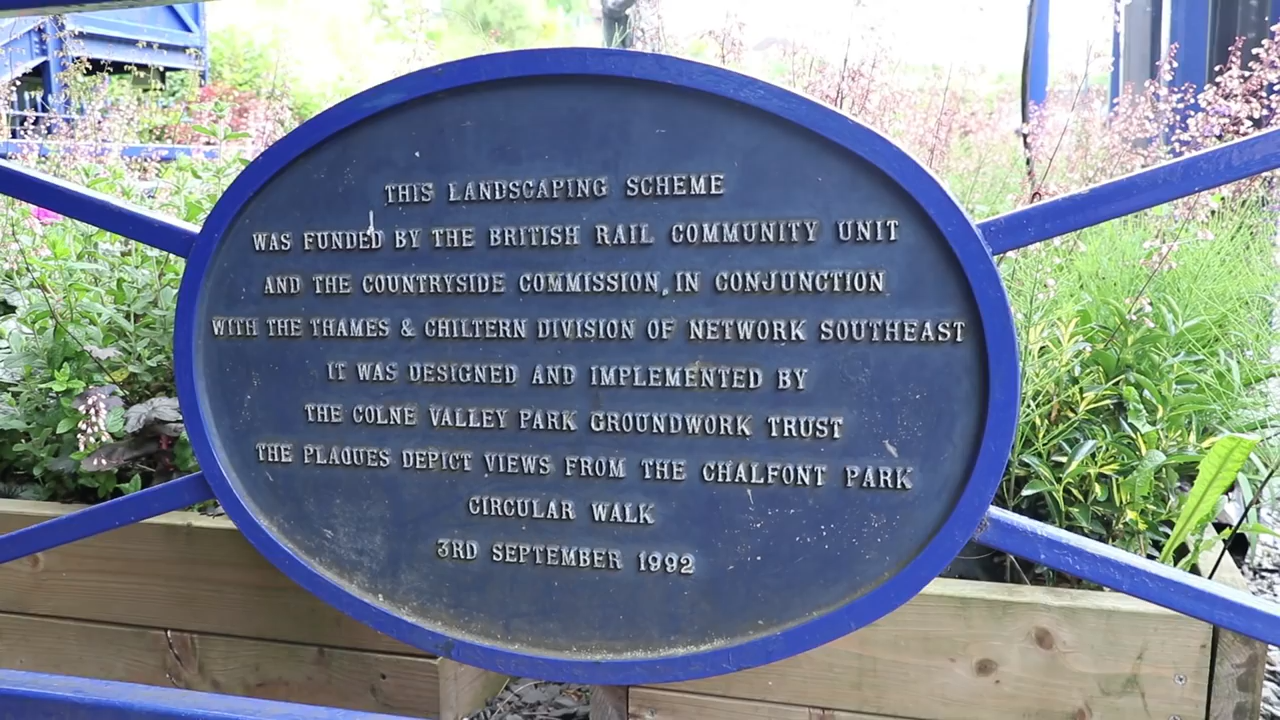 THIS LANDSCAPING SCHEME
WAS FUNDED BY THE BRITISH RAIL COMMUNITY UNIT
AND THE COUNTRYSIDE COMMISSION, IN CONJUNCTION
WITH THE THAMES & CHILTERN DIVISION OF NETWORK SOUTHEAST
IT WAS DESIGNED AND IMPLEMENTED BY
THE COLNE VALLEY PARK GROUNDWORK TRUST
THE PLAQUES DEPICT VIEWS FROM THE CHALFONT PARK
CIRCULAR WALK
3RD SEPTEMBER 1992